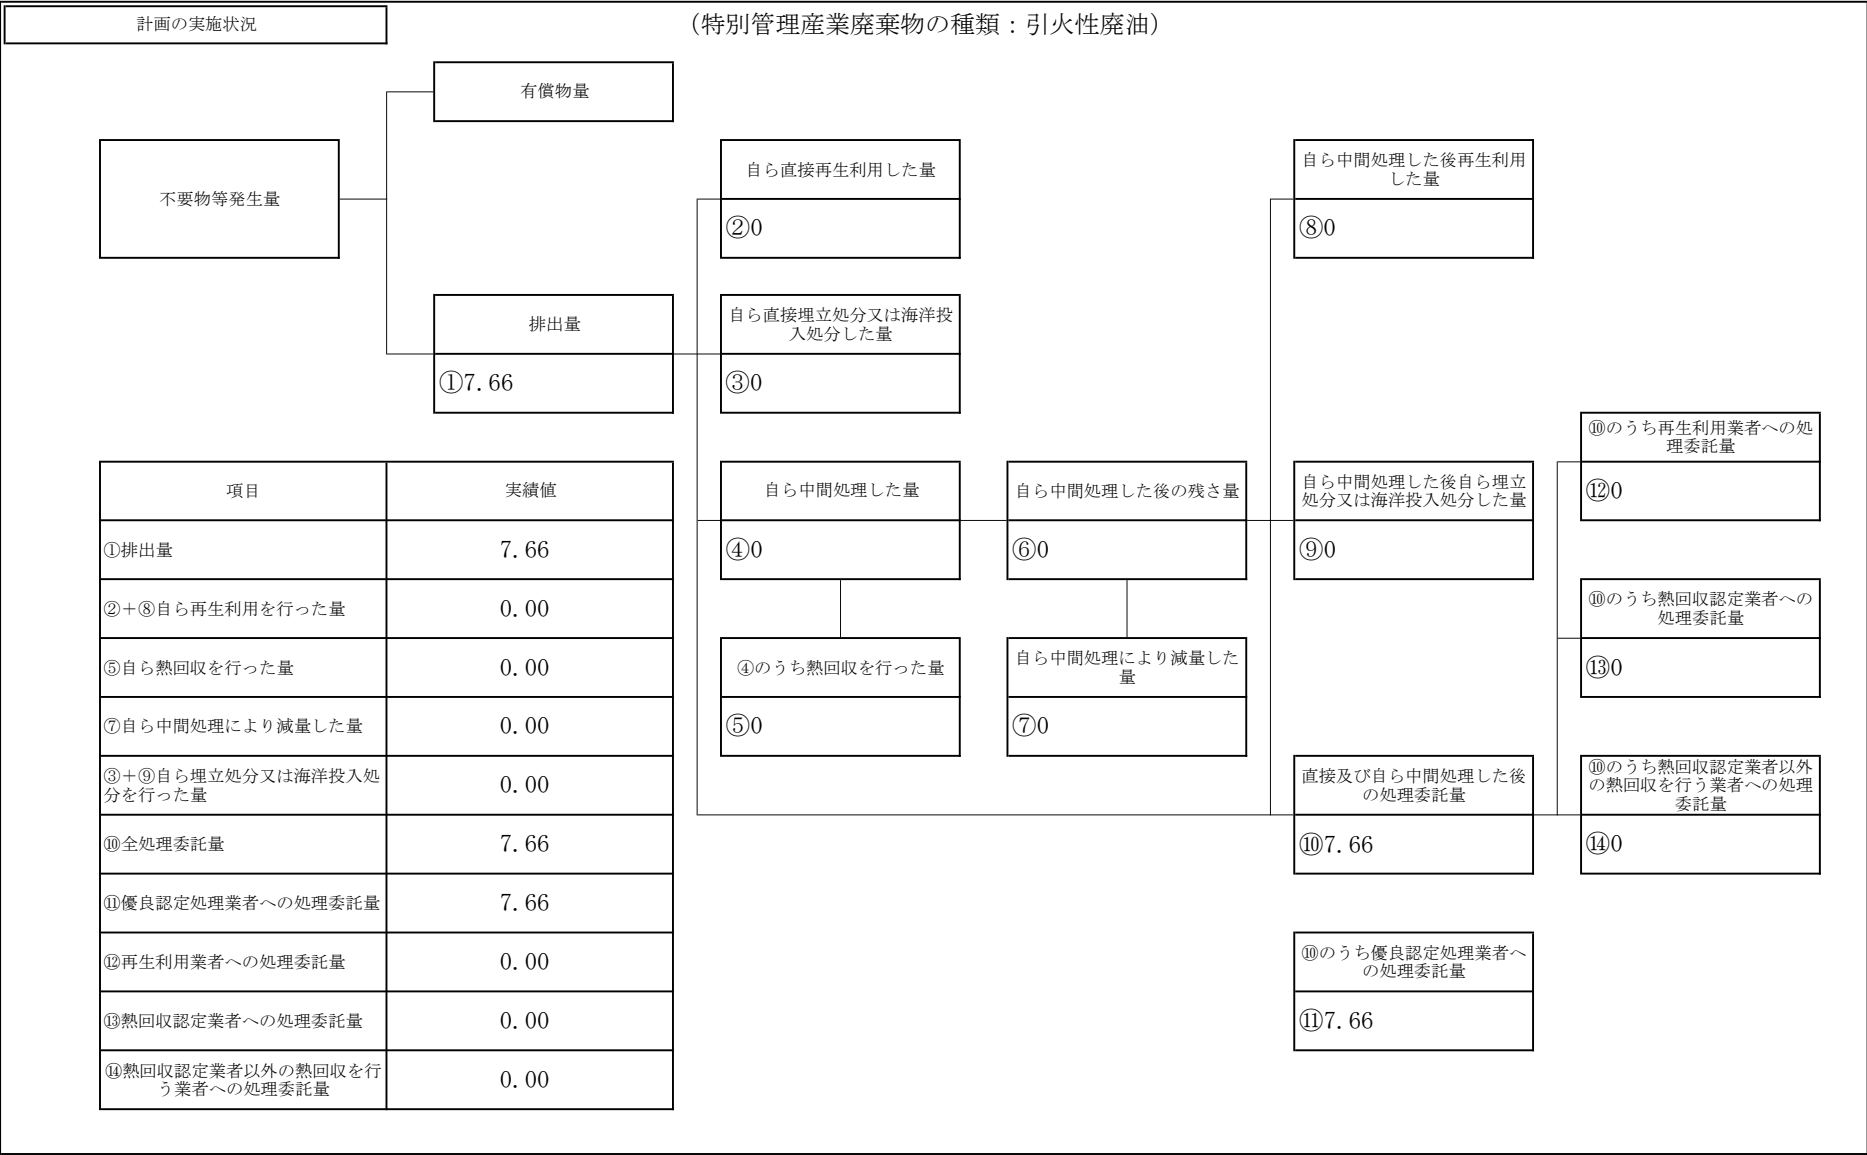 計画の実施状況
（特別管理産業廃棄物の種類：引火性廃油）
有償物量
不要物等発生量
自ら直接再生利用した量
②0
自ら中間処理した後再生利用
した量
⑧0
排出量
①7.66
自ら直接埋立処分又は海洋投
入処分した量
③0
⑩のうち再生利用業者への処
理委託量
⑫0
自ら中間処理した量
④0
自ら中間処理した後の残さ量
⑥0
自ら中間処理した後自ら埋立
処分又は海洋投入処分した量
⑨0
⑩のうち熱回収認定業者への
処理委託量
⑬0
④のうち熱回収を行った量
⑤0
自ら中間処理により減量した
量
⑦0
直接及び自ら中間処理した後
の処理委託量
⑩7.66
⑩のうち熱回収認定業者以外
の熱回収を行う業者への処理
委託量
⑭0
⑩のうち優良認定処理業者へ
の処理委託量
⑪7.66
項目 実績値
①排出量 7.66
②＋⑧自ら再生利用を行った量 0.00
⑤自ら熱回収を行った量 0.00
⑦自ら中間処理により減量した量 0.00
③＋⑨自ら埋立処分又は海洋投入処
分を行った量 0.00
⑩全処理委託量 7.66
⑪優良認定処理業者への処理委託量 7.66
⑫再生利用業者への処理委託量 0.00
⑬熱回収認定業者への処理委託量 0.00
⑭熱回収認定業者以外の熱回収を行
う業者への処理委託量 0.00